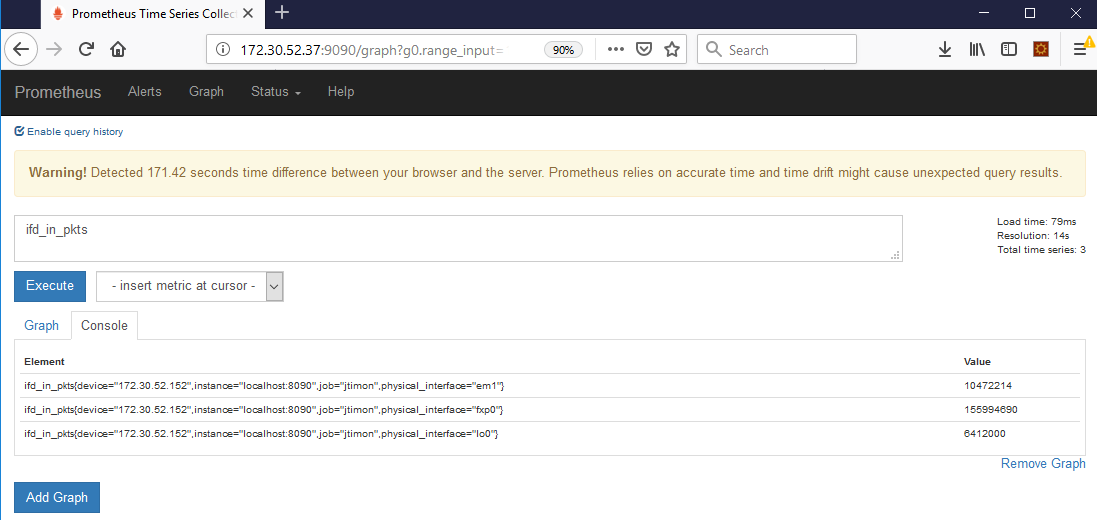 Prometheus Time Series Collec
172.30.52.37:9090/graph?g0.range_input=
90%
Search
Prometheus Alerts Graph Status Help
Enable query history
Warning! Detected 171.42 seconds time difference between your browser and the server. Prometheus relies on accurate time and time drift might cause unexpected query results.
ifd_in_pkts
Load time: 79ms
Resolution: 14s
Total time series: 3
Execute - insert metric at cursor -
Graph Console
Element Value
ifd_in_pkts{device="172.30.52.152",instance="localhost:8090",job="jtimon",physical_interface="em1"} 10472214
ifd_in_pkts{device="172.30.52.152",instance="localhost:8090",job="jtimon",physical_interface="fxp0"} 155994690
ifd_in_pkts{device="172.30.52.152",instance="localhost:8090",job="jtimon",physical_interface="lo0"} 6412000
Remove Graph
Add Graph